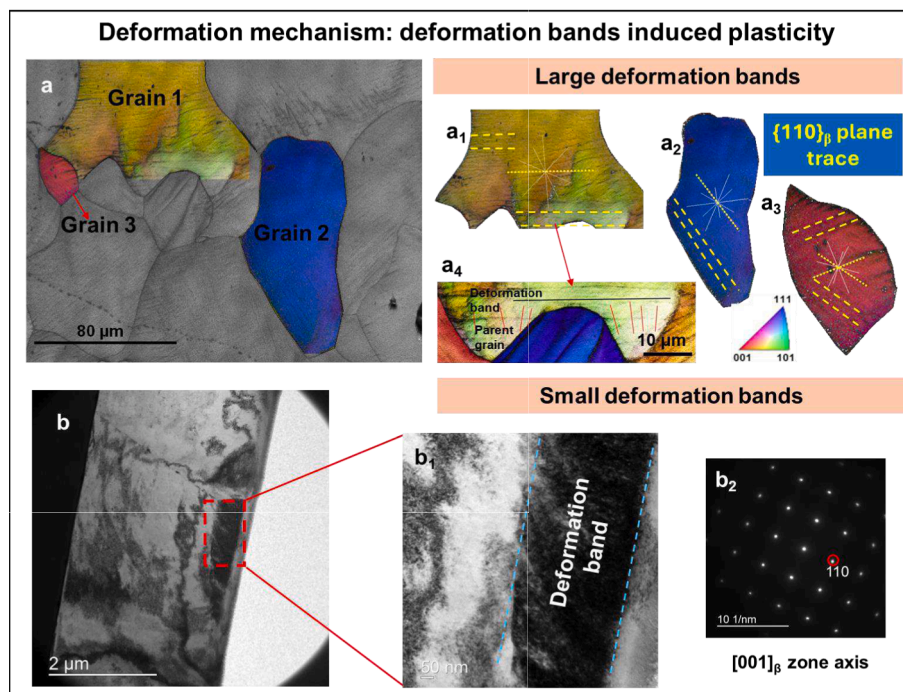 Deformation mechanism: deformation bands induced plasticity
a
Grain 1
Grain 3
Grain 2
80 µm
Large deformation bands
a1
a2
{110}β plane
trace
a3
a4
Deformation
band
Parent
grain
10 µm
111
001
101
Small deformation bands
b
2 µm
b1
Deformation
band
50 nm
b2
110
10 1/nm
[001]β zone axis